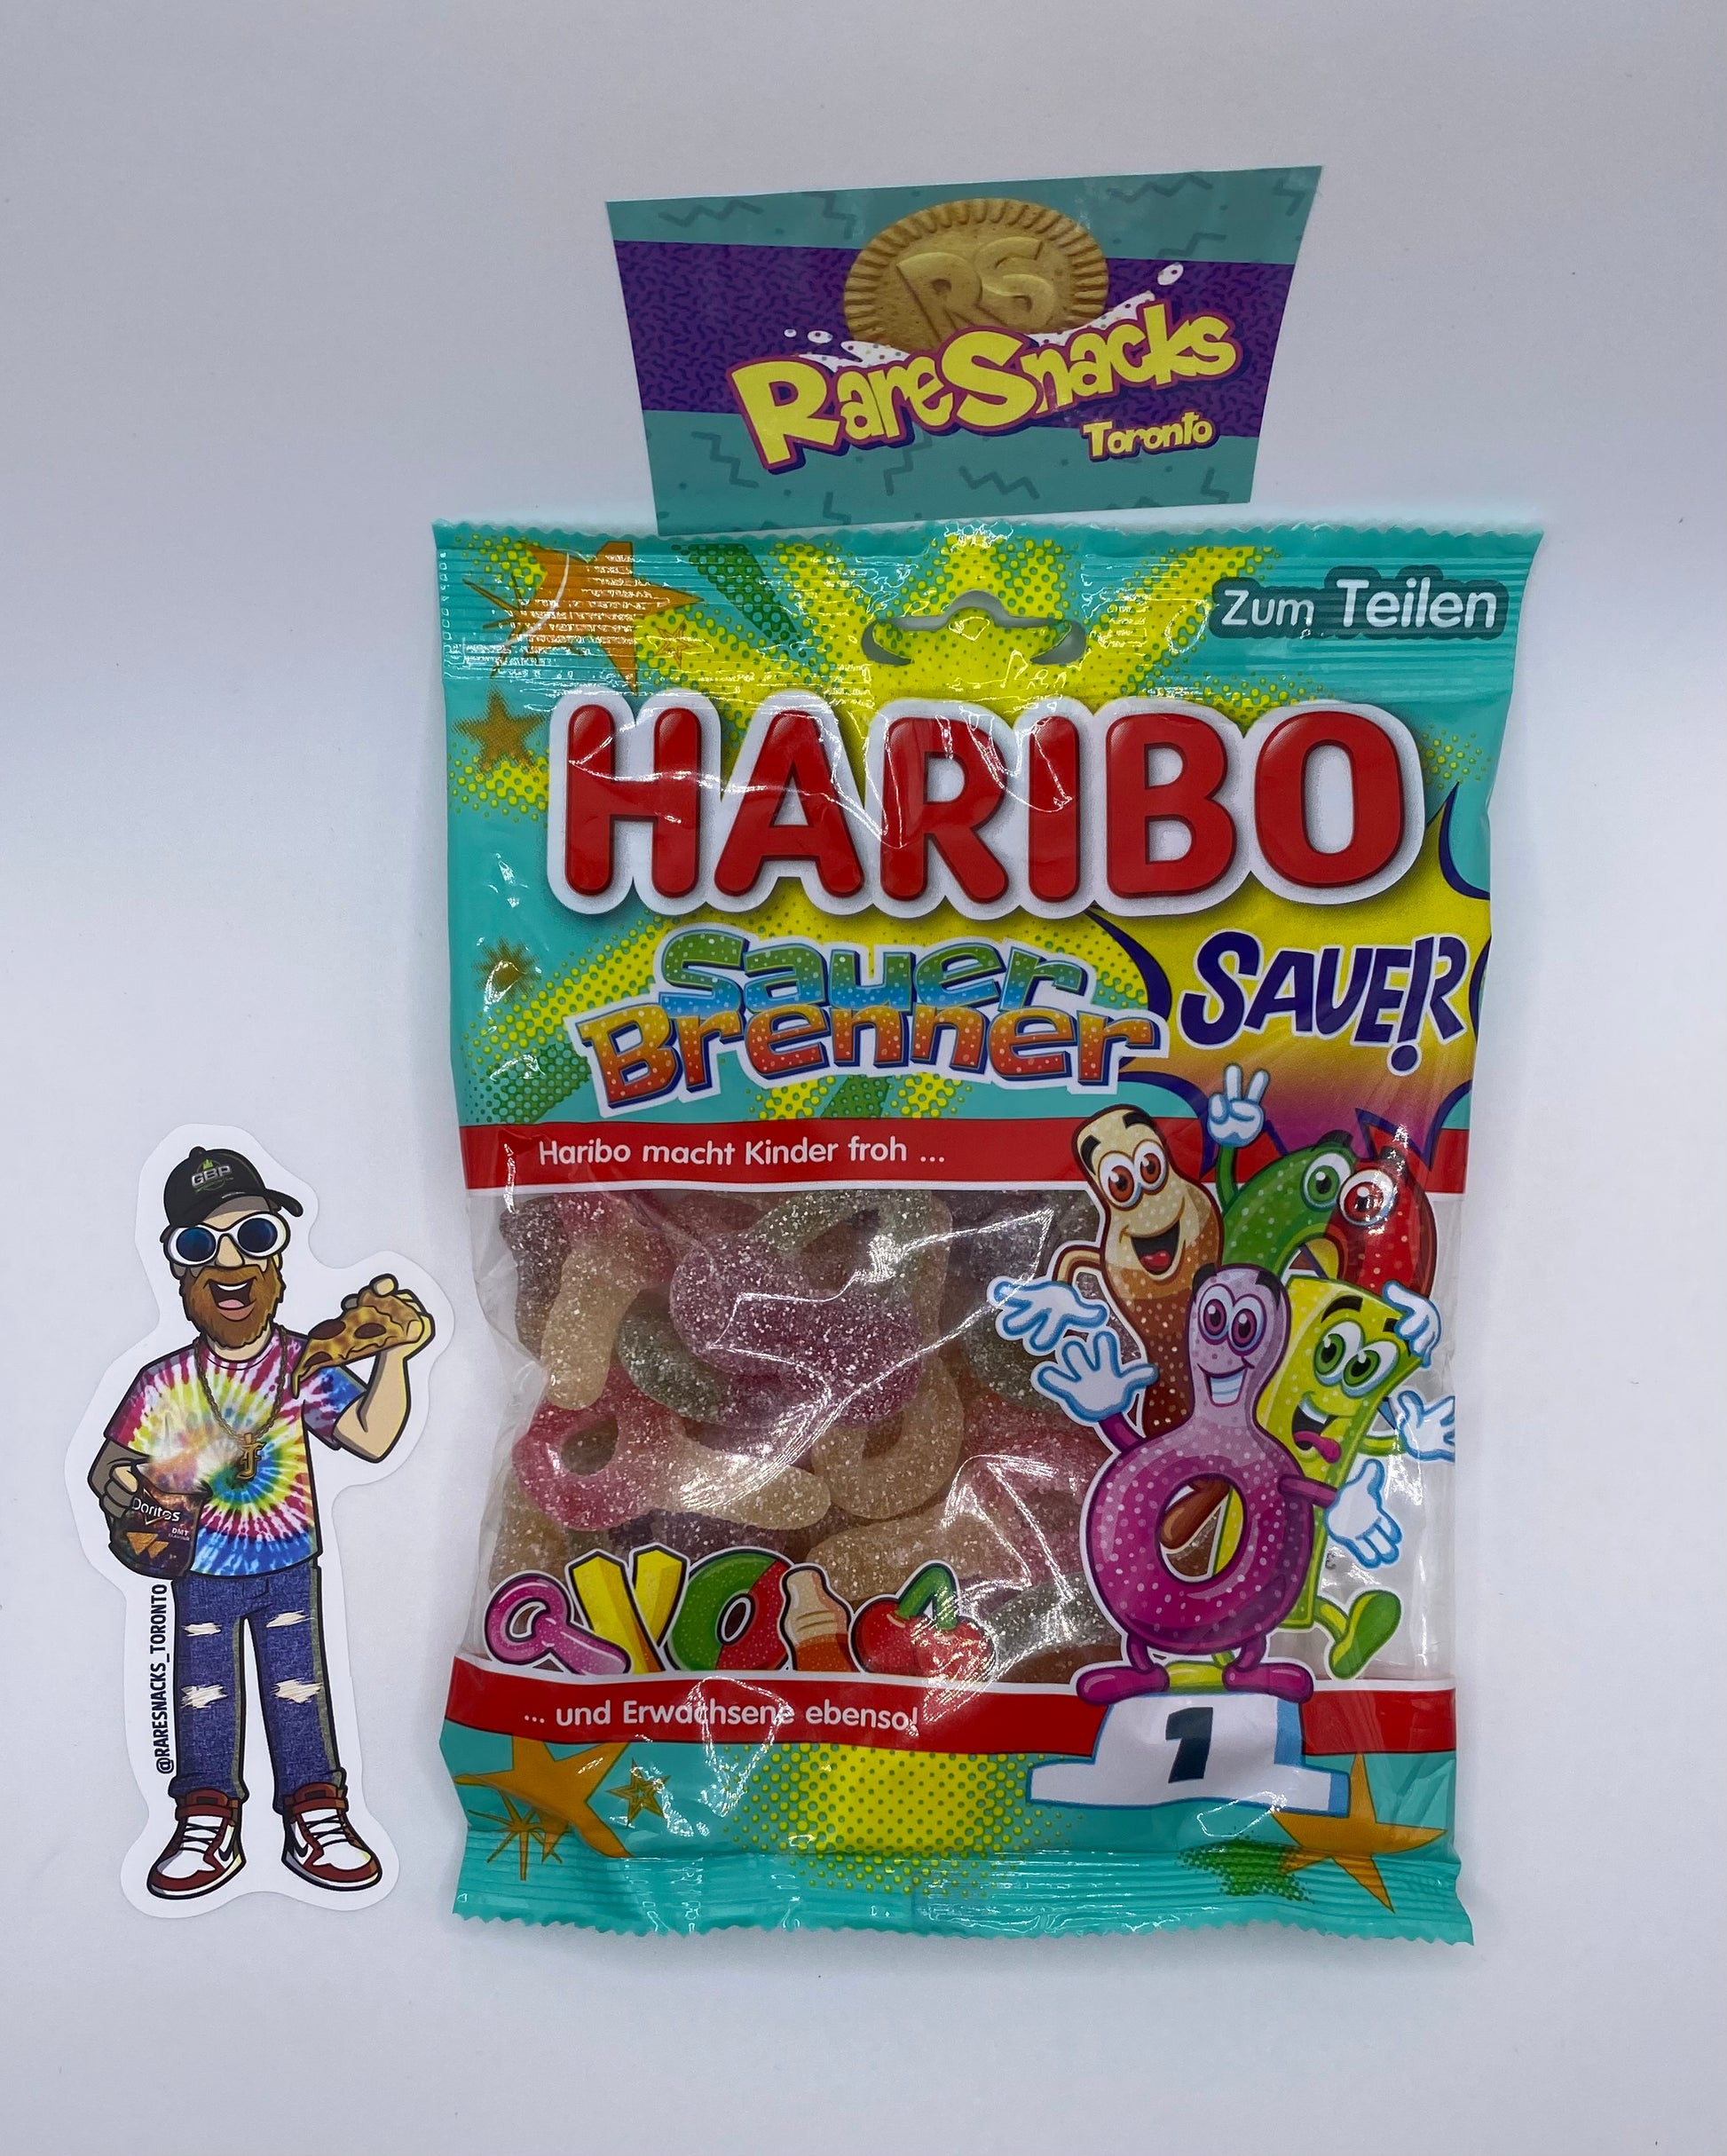 RS
RareSnacks
Toronto
Zum Teilen
HARIBO
Sauer
Brenner
SAUER!
Haribo macht Kinder froh ...
... und Erwachsene ebenso!
1
GBP
Doritos
DMT
@RARESNACKS_TORONTO